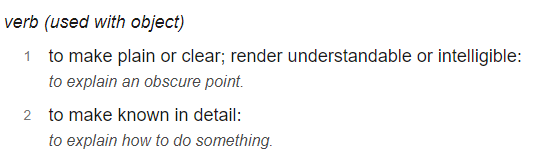 verb (used with object)
1 to make plain or clear; render understandable or intelligible:
to explain an obscure point.
2 to make known in detail:
to explain how to do something.